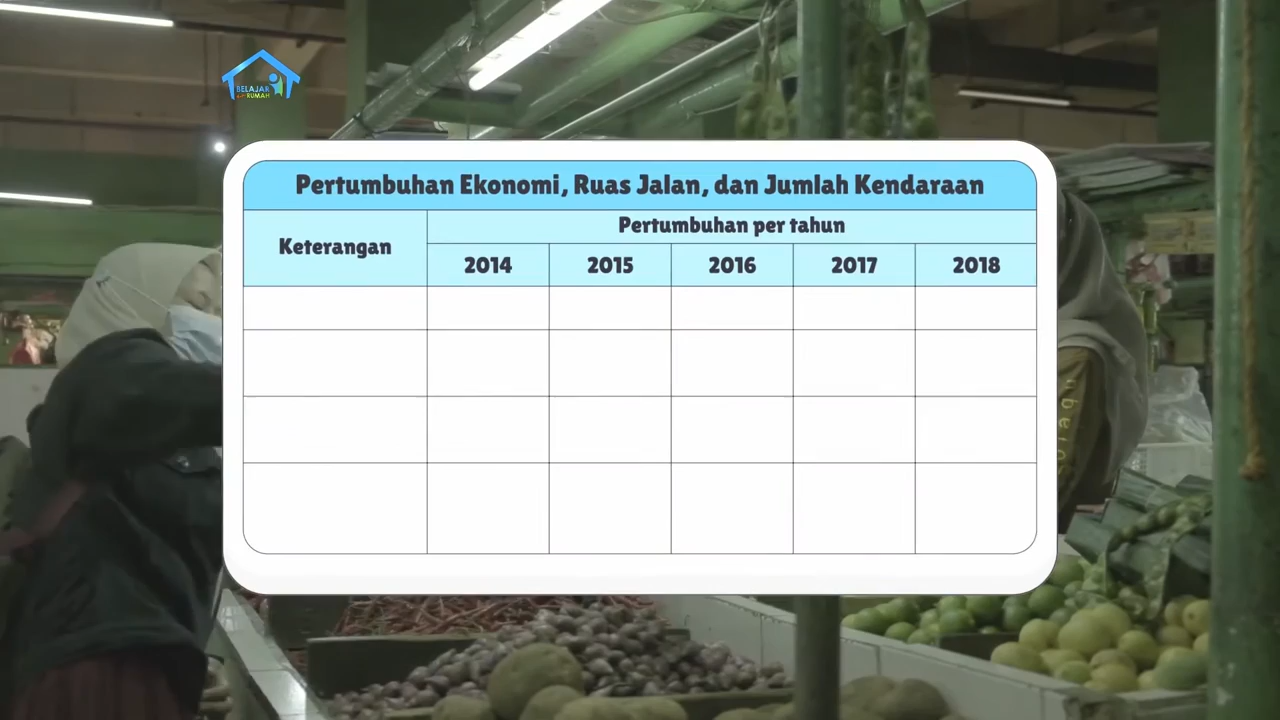 BELAJAR
RUMAH
Pertumbuhan Ekonomi, Ruas Jalan, dan Jumlah Kendaraan
Keterangan
Pertumbuhan per tahun
2014
2015
2016
2017
2018